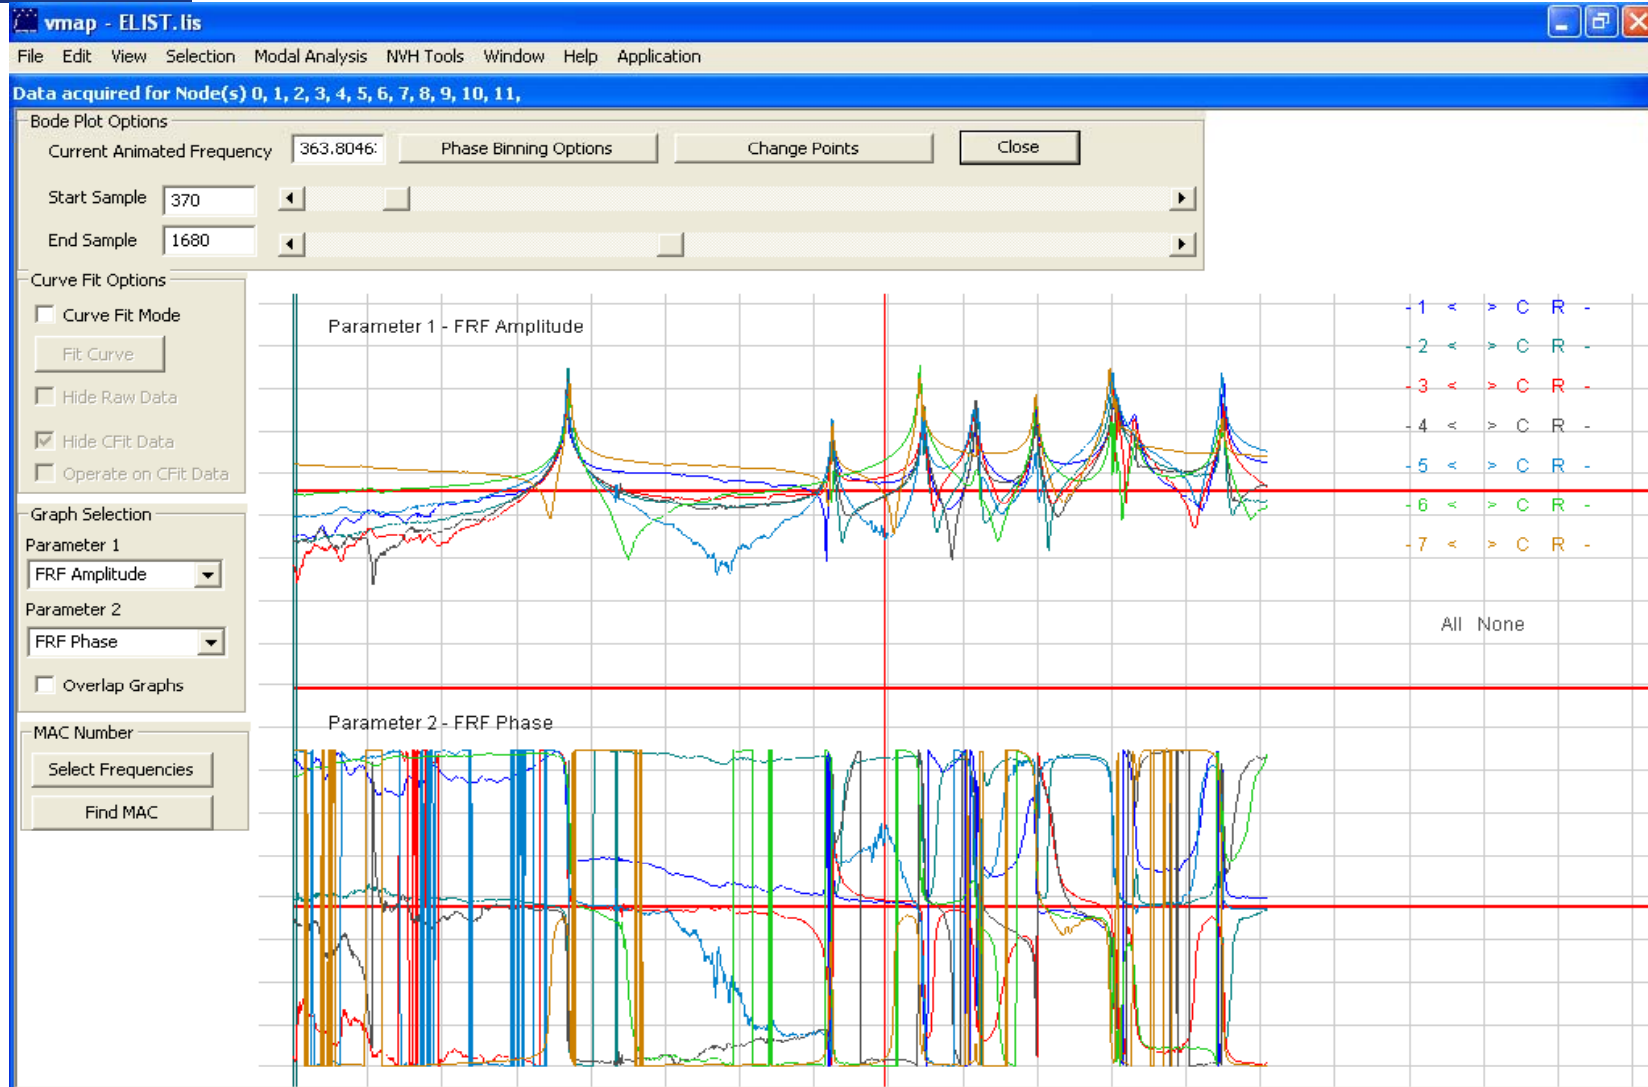 vmap - ELIST.lis
File Edit View Selection Modal Analysis NVH Tools Window Help Application
Data acquired for Node(s) 0, 1, 2, 3, 4, 5, 6, 7, 8, 9, 10, 11,
Bode Plot Options
Current Animated Frequency 363.8046 Phase Binning Options Change Points Close
Start Sample 370
End Sample 1680
Curve Fit Options
Curve Fit Mode
Fit Curve
Hide Raw Data
Hide CFit Data
Operate on CFit Data
Graph Selection
Parameter 1
FRF Amplitude
Parameter 2
FRF Phase
Overlap Graphs
MAC Number
Select Frequencies
Find MAC
Parameter 1 - FRF Amplitude
- 1 < > C R -
- 2 < > C R -
- 3 < > C R -
- 4 < > C R -
- 5 < > C R -
- 6 < > C R -
- 7 < > C R -
All None
Parameter 2 - FRF Phase